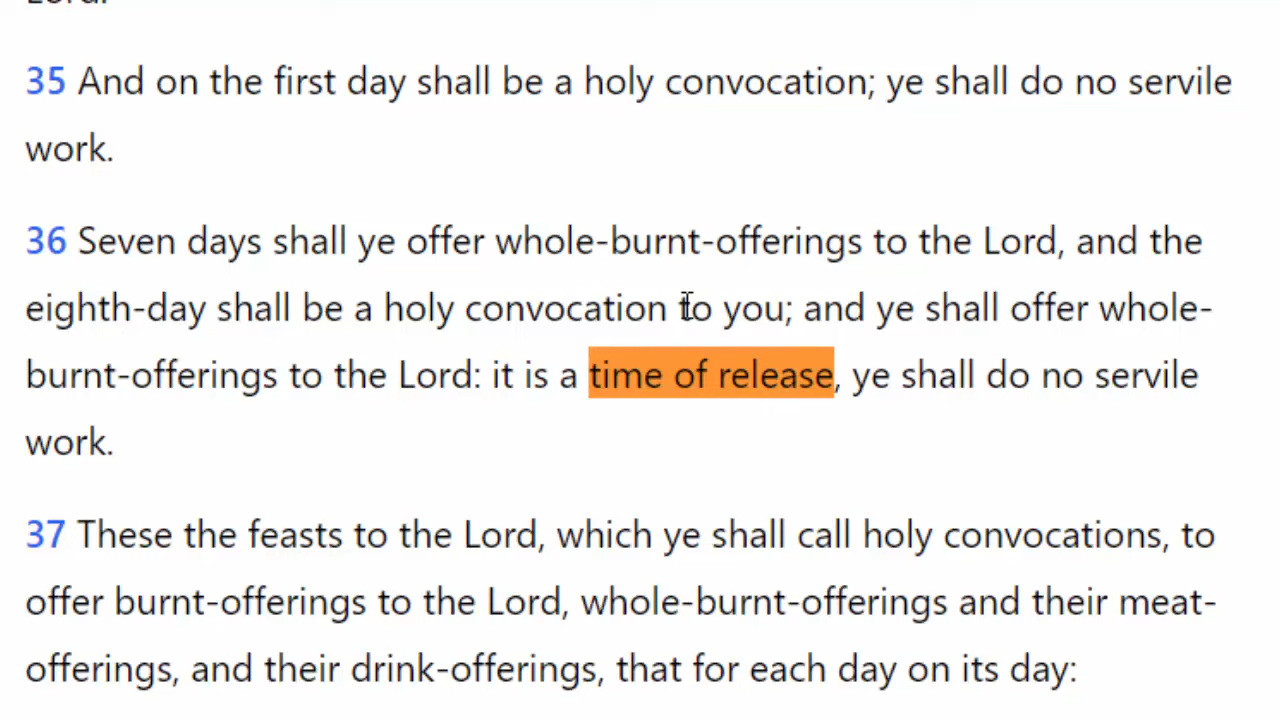 Lord.
35 And on the first day shall be a holy convocation; ye shall do no servile
work.
36 Seven days shall ye offer whole-burnt-offerings to the Lord, and the
eighth-day shall be a holy convocation to you; and ye shall offer whole-
burnt-offerings to the Lord: it is a time of release, ye shall do no servile
work.
37 These the feasts to the Lord, which ye shall call holy convocations, to
offer burnt-offerings to the Lord, whole-burnt-offerings and their meat-
offerings, and their drink-offerings, that for each day on its day: